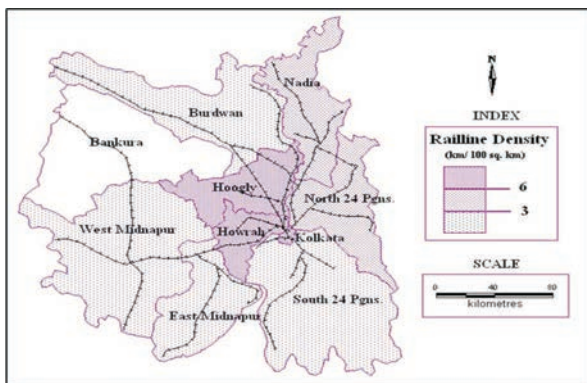 N
Nadia
Burdwan
Bankura
Hoogly
North 24 Pgns.
West Midnapur
Howrah
Kolkata
South 24 Pgns.
East Midnapur
INDEX
Railline Density
(km/ 100 sq. km)
6
3
SCALE
0 40 80
kilometres